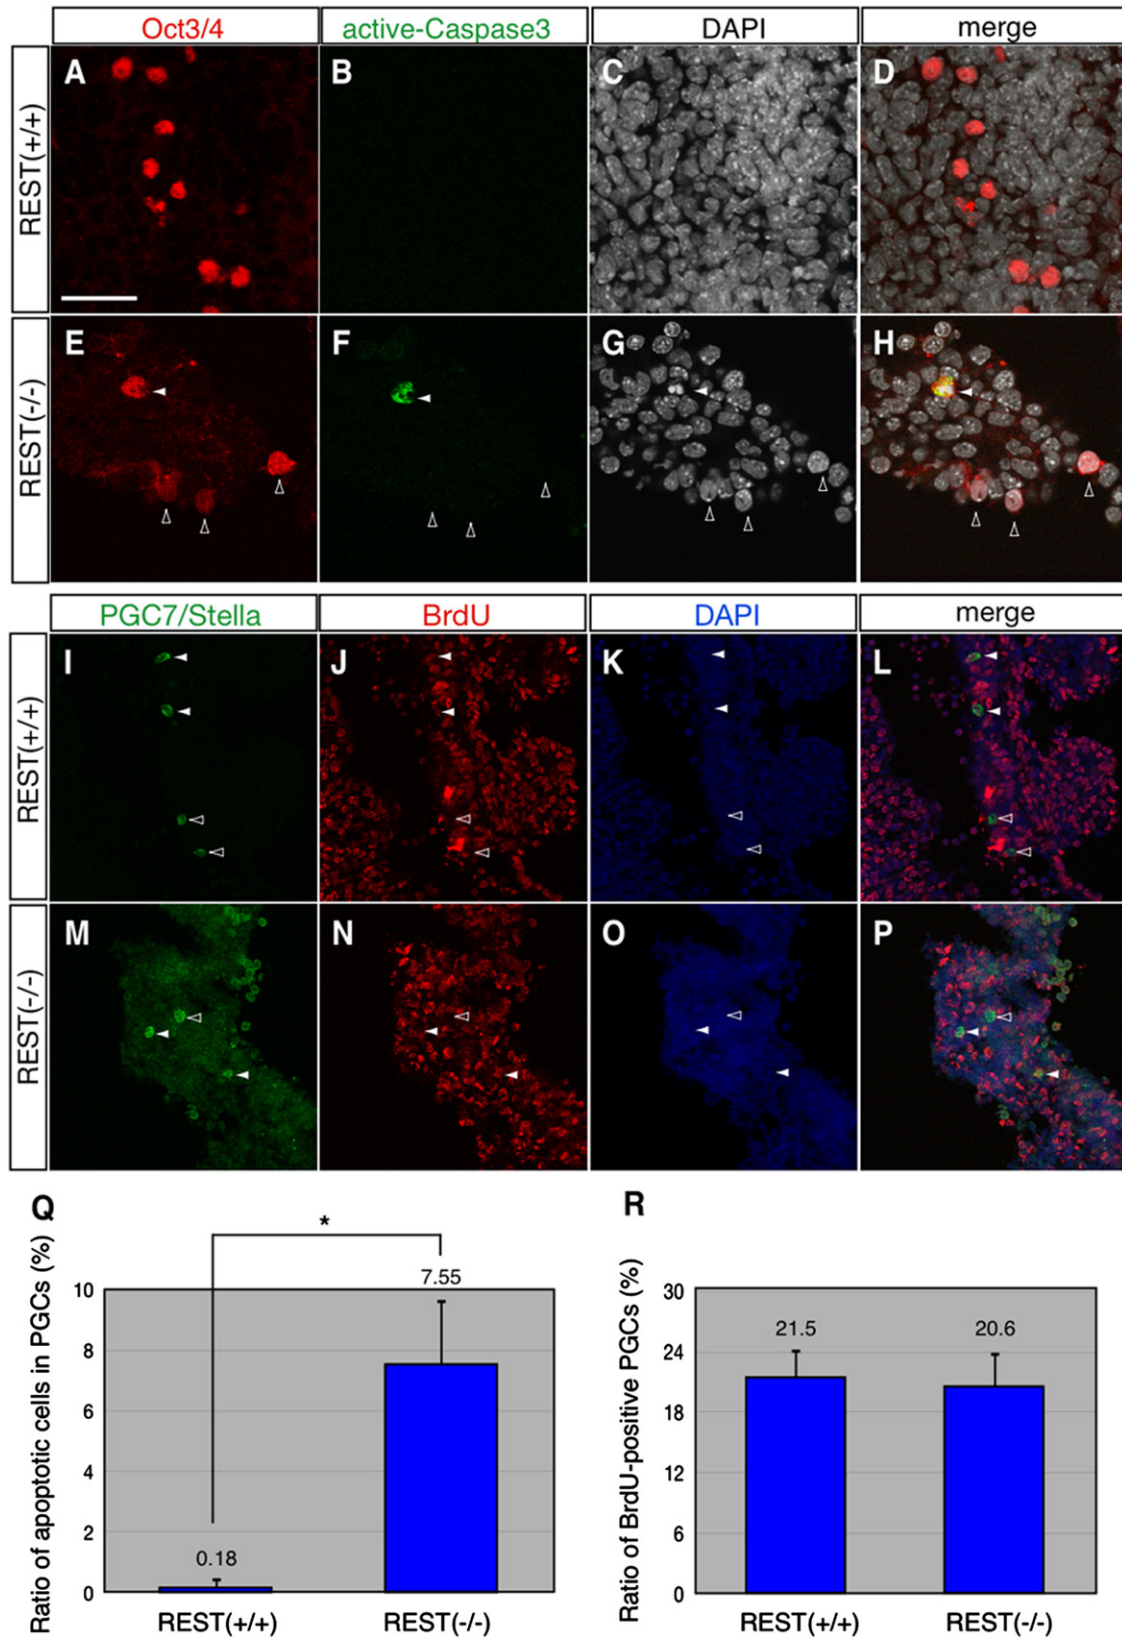 Oct3/4 active-Caspase3 DAPI merge
REST(+/+)
A B C D
REST(-/-)
E F G H
PGC7/Stella BrdU DAPI merge
REST(+/+)
I J K L
REST(-/-)
M N O P
Q
Ratio of apoptotic cells in PGCs (%)
*
7.55
10
8
6
4
2
0.18
0
REST(+/+) REST(-/-)
R
Ratio of BrdU-positive PGCs (%)
30
21.5 20.6
24
18
12
6
0
REST(+/+) REST(-/-)